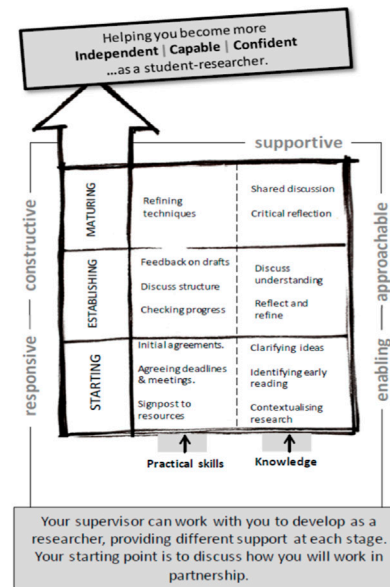 Helping you become more
Independent | Capable | Confident
...as a student-researcher.
supportive
constructive
responsive
approachable
enabling
MATURING
Refining
techniques
Shared discussion
Critical reflection
ESTABLISHING
Feedback on drafts
Discuss structure
Checking progress
Discuss
understanding
Reflect and
refine
STARTING
Initial agreements.
Agreeing deadlines
& meetings.
Signpost to
resources
Clarifying ideas
Identifying early
reading
Contextualising
research
Practical skills
Knowledge
Your supervisor can work with you to develop as a
researcher, providing different support at each stage.
Your starting point is to discuss how you will work in
partnership.